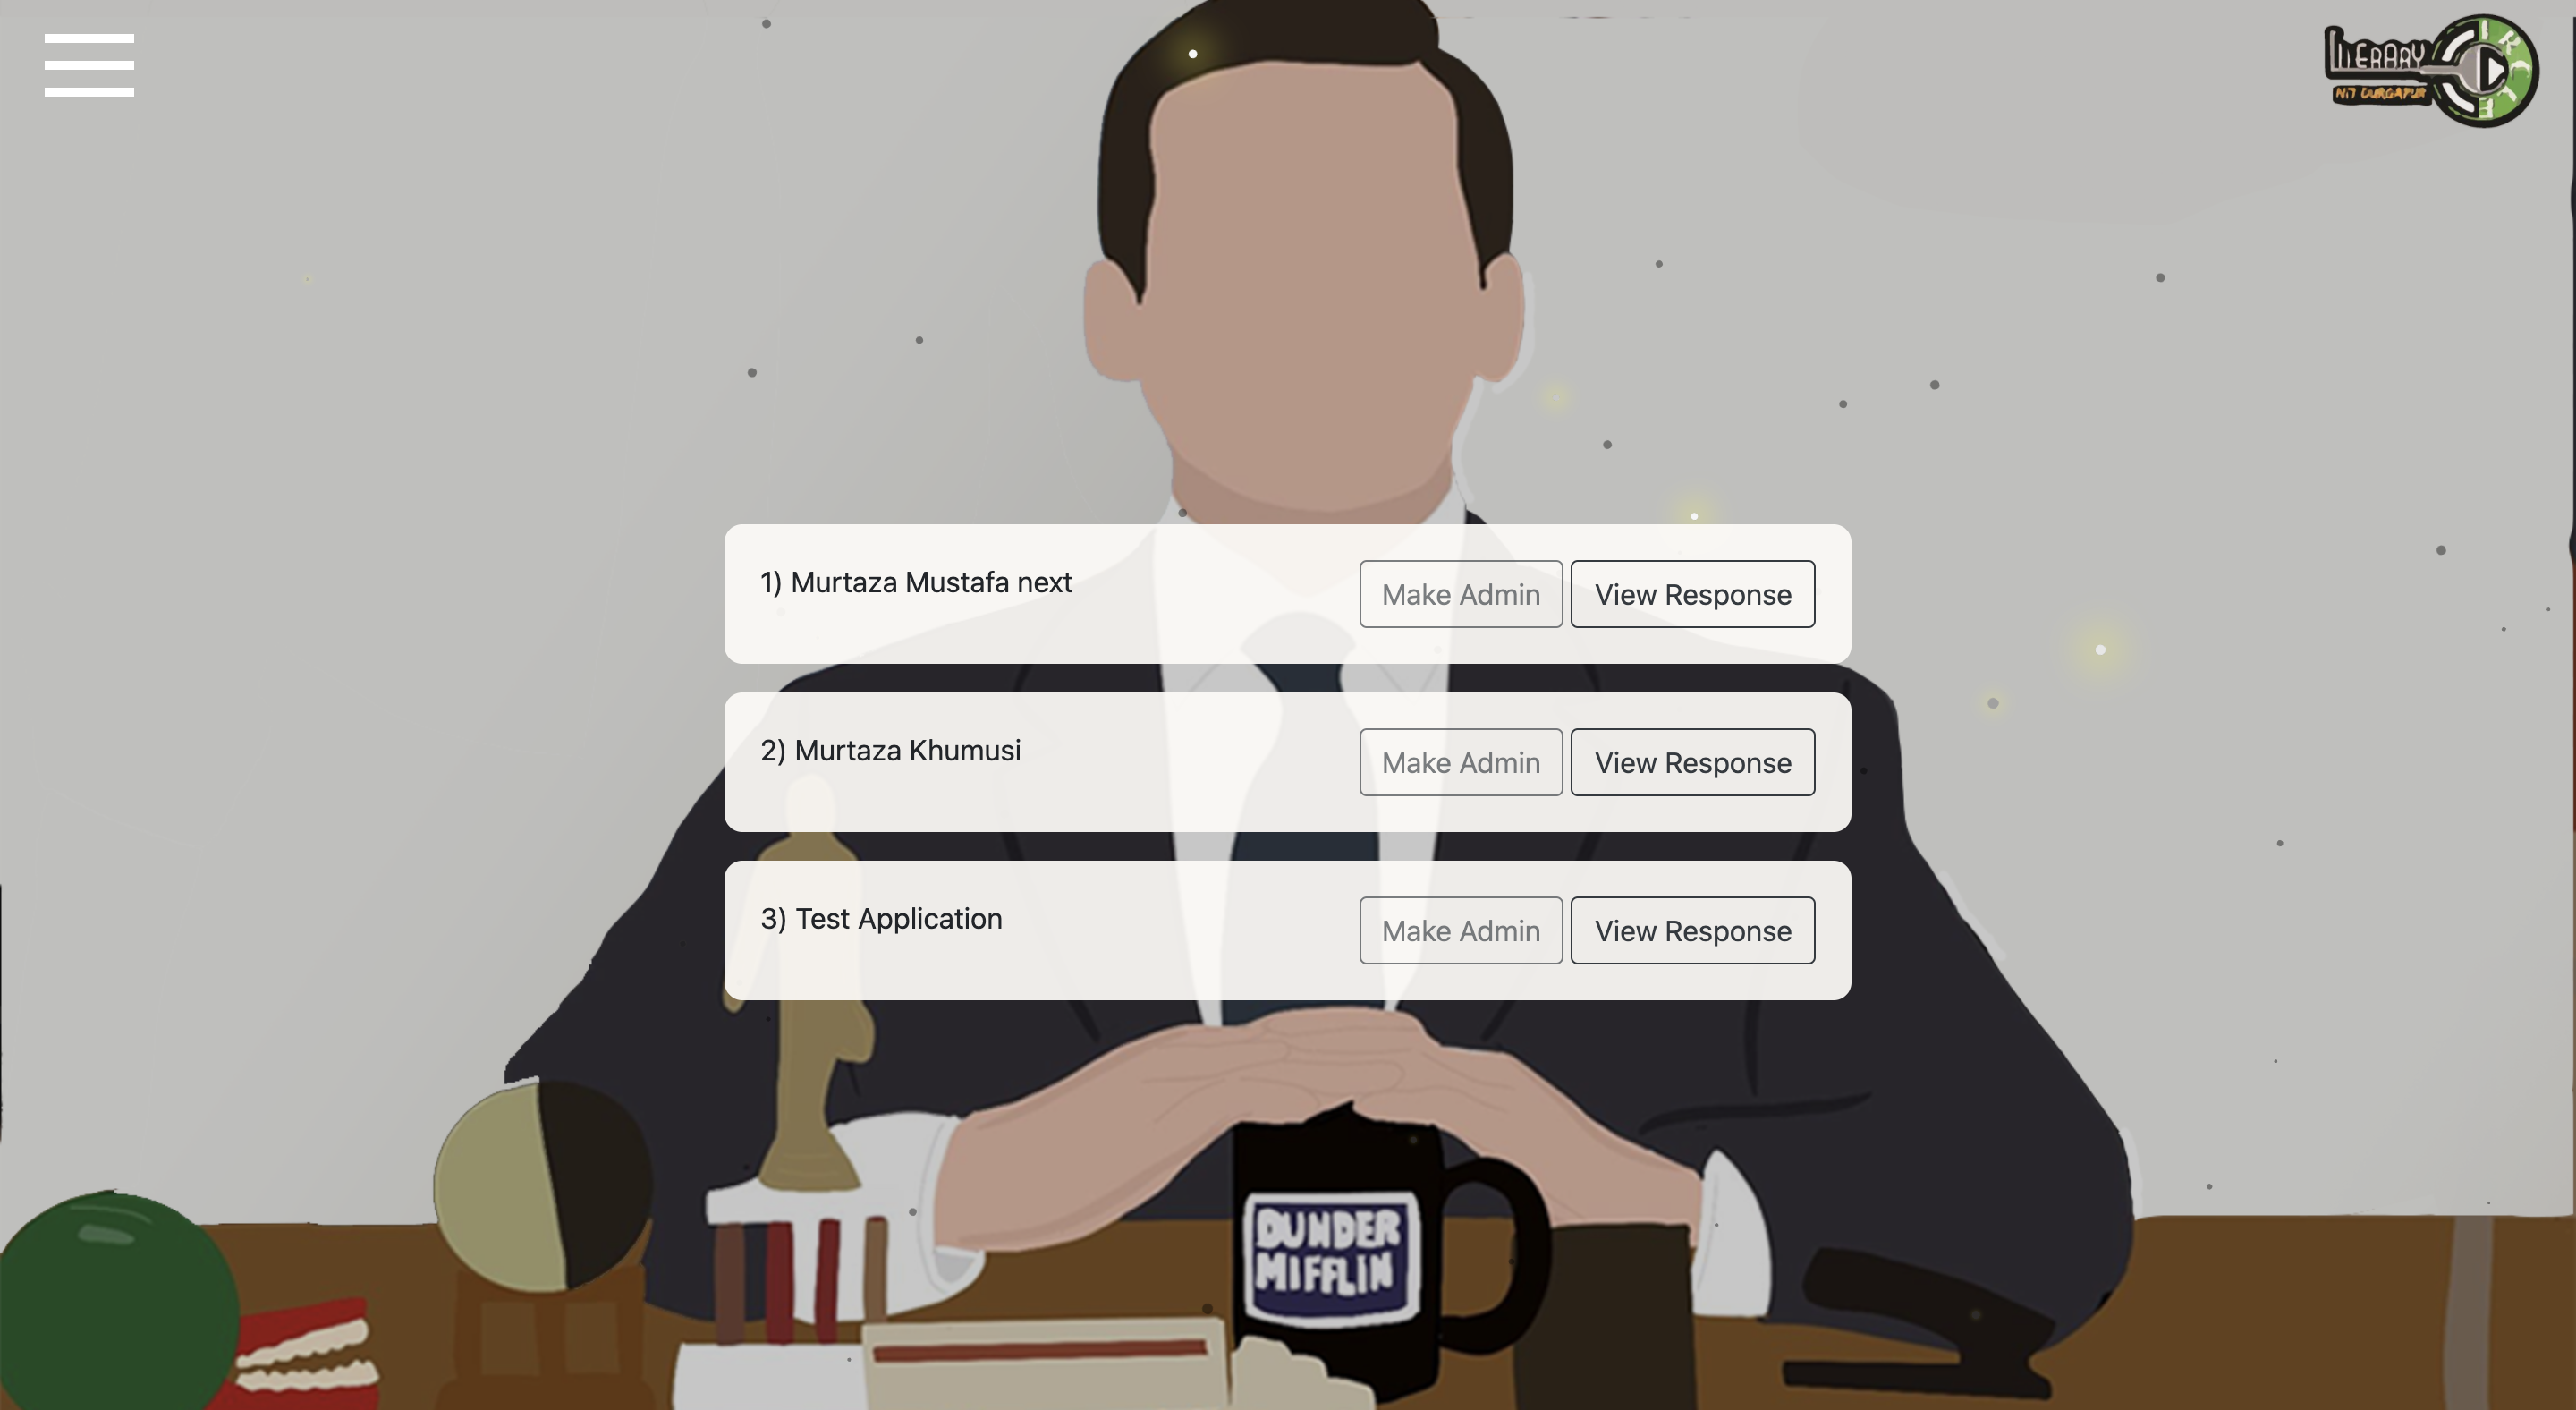 LITERARY
CIRCLE
NIT DURGAPUR
1) Murtaza Mustafa next
Make Admin
View Response
2) Murtaza Khumusi
Make Admin
View Response
3) Test Application
Make Admin
View Response
DUNDER
MIFFLIN